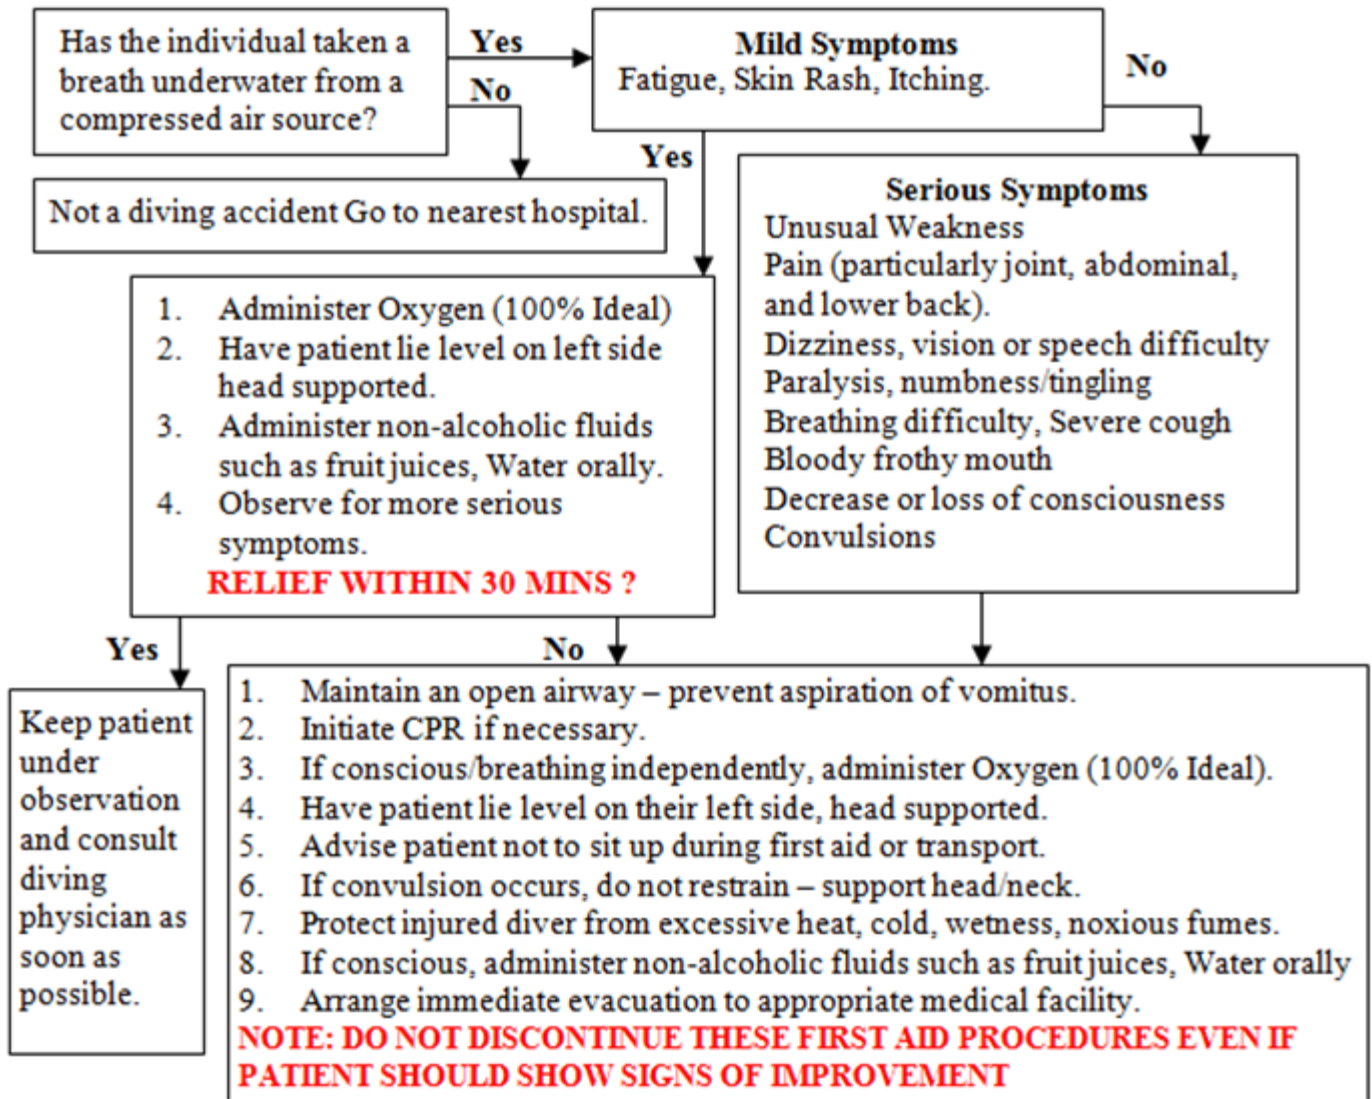 Has the individual taken a
breath underwater from a
compressed air source?
Yes
No
Mild Symptoms
Fatigue, Skin Rash, Itching.
No
Yes
Not a diving accident Go to nearest hospital.
Serious Symptoms
Unusual Weakness
Pain (particularly joint, abdominal,
and lower back).
Dizziness, vision or speech difficulty
Paralysis, numbness/tingling
Breathing difficulty, Severe cough
Bloody frothy mouth
Decrease or loss of consciousness
Convulsions
1. Administer Oxygen (100% Ideal)
2. Have patient lie level on left side
head supported.
3. Administer non-alcoholic fluids
such as fruit juices, Water orally.
4. Observe for more serious
symptoms.
RELIEF WITHIN 30 MINS ?
Yes
No
Keep patient
under
observation
and consult
diving
physician as
soon as
possible.
1. Maintain an open airway – prevent aspiration of vomitus.
2. Initiate CPR if necessary.
3. If conscious/breathing independently, administer Oxygen (100% Ideal).
4. Have patient lie level on their left side, head supported.
5. Advise patient not to sit up during first aid or transport.
6. If convulsion occurs, do not restrain – support head/neck.
7. Protect injured diver from excessive heat, cold, wetness, noxious fumes.
8. If conscious, administer non-alcoholic fluids such as fruit juices, Water orally
9. Arrange immediate evacuation to appropriate medical facility.
NOTE: DO NOT DISCONTINUE THESE FIRST AID PROCEDURES EVEN IF
PATIENT SHOULD SHOW SIGNS OF IMPROVEMENT